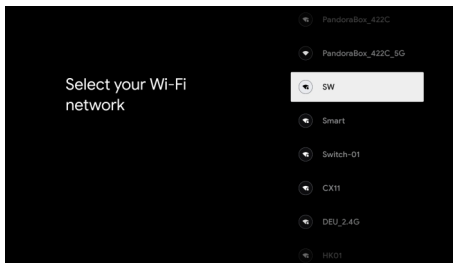 PandoraBox_422C
PandoraBox_422C_5G
Select your Wi-Fi
network
SW
Smart
Switch-01
CX11
DEU_2.4G
HK01